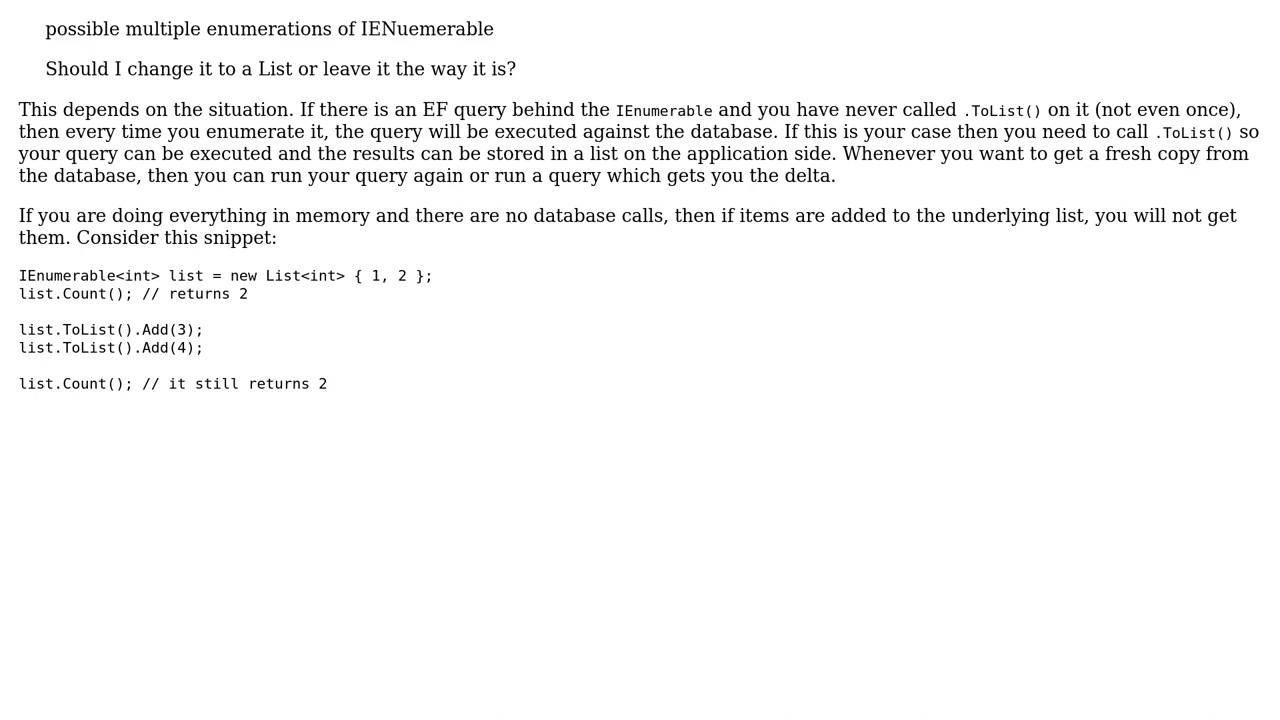 possible multiple enumerations of IENuemerable
Should I change it to a List or leave it the way it is?
This depends on the situation. If there is an EF query behind the IEnumerable and you have never called .ToList() on it (not even once),
then every time you enumerate it, the query will be executed against the database. If this is your case then you need to call .ToList() so
your query can be executed and the results can be stored in a list on the application side. Whenever you want to get a fresh copy from
the database, then you can run your query again or run a query which gets you the delta.
If you are doing everything in memory and there are no database calls, then if items are added to the underlying list, you will not get
them. Consider this snippet:
IEnumerable<int> list = new List<int> { 1, 2 };
list.Count(); // returns 2
list.ToList().Add(3);
list.ToList().Add(4);
list.Count(); // it still returns 2